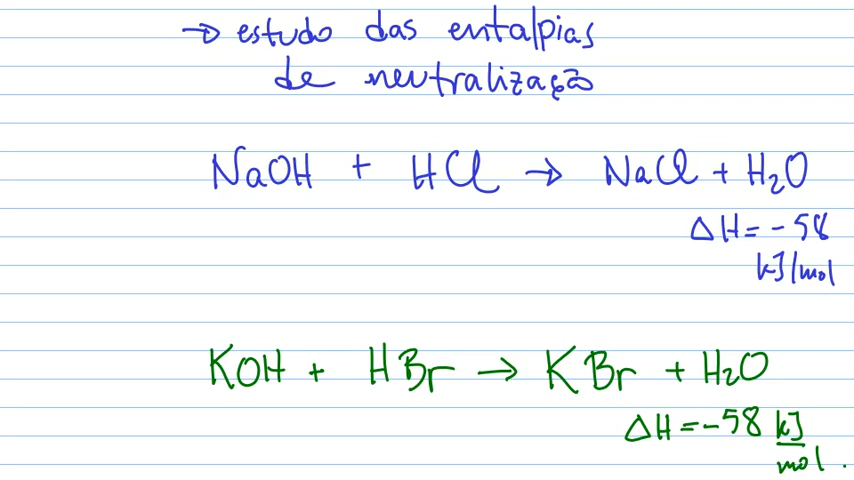 → estudo das entalpias
de neutralização
NaOH + HCl → NaCl + H₂O
ΔH = - 58
kJ/mol
KOH + HBr → KBr + H₂O
ΔH = -58 kJ
mol .